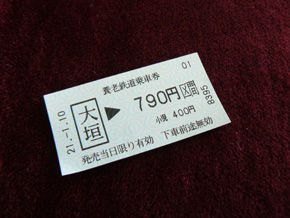 養老鉄道乗車券
01
大垣 ▶ 790円区間
小児 400円
発売当日限り有効 下車前途無効
21.-1.10
8395